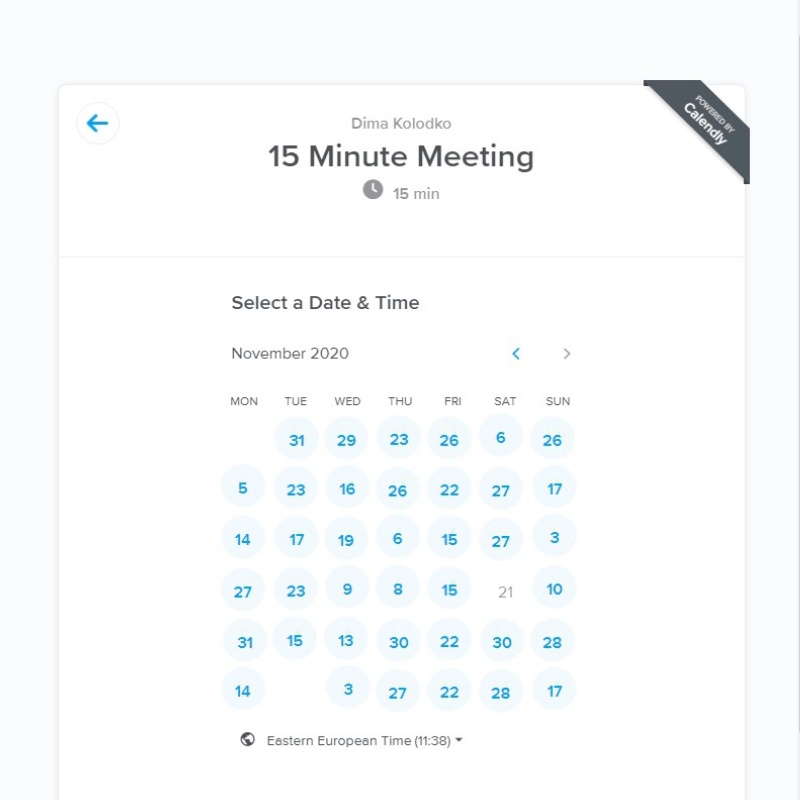 POWERED BY
Calendly
Dima Kolodko
15 Minute Meeting
15 min
Select a Date & Time
November 2020
MON TUE WED THU FRI SAT SUN
31 29 23 26 6 26
5 23 16 26 22 27 17
14 17 19 6 15 27 3
27 23 9 8 15 21 10
31 15 13 30 22 30 28
14 3 27 22 28 17
Eastern European Time (11:38)